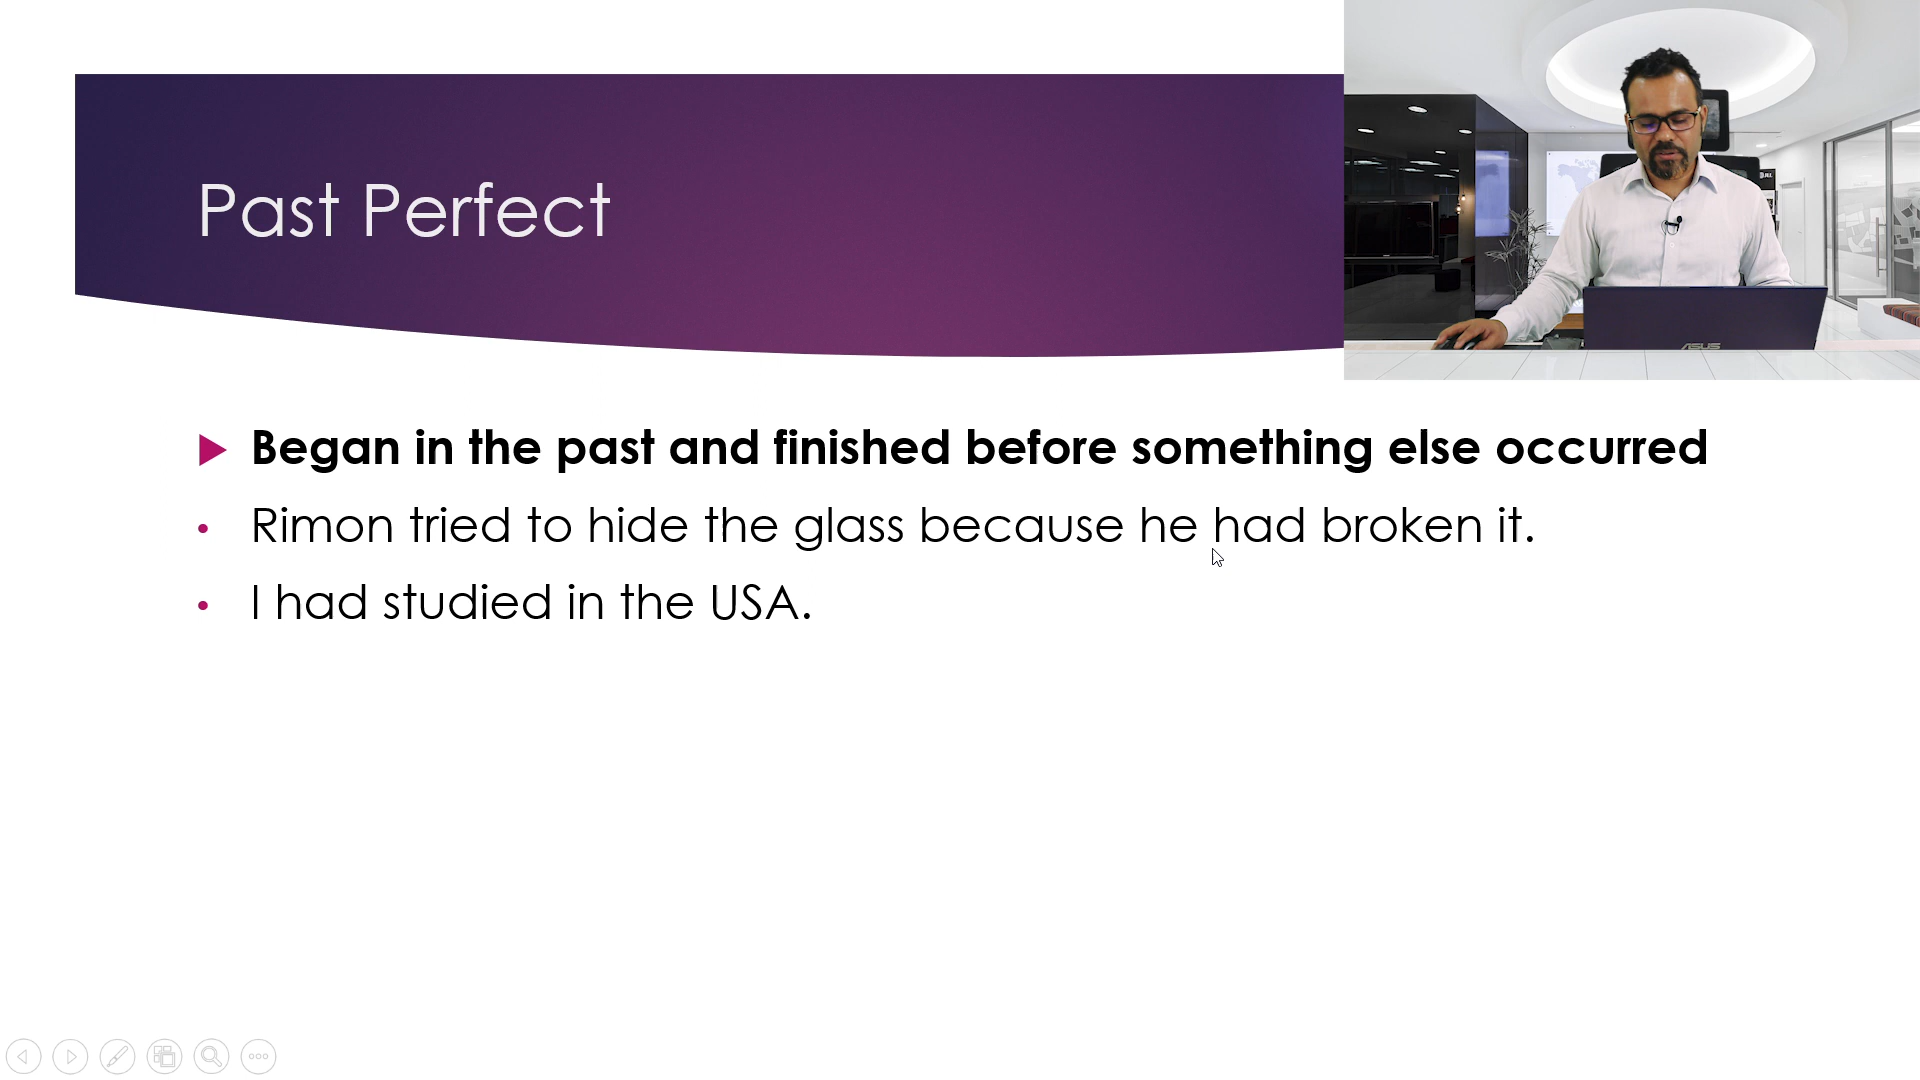 Past Perfect
Began in the past and finished before something else occurred
Rimon tried to hide the glass because he had broken it.
I had studied in the USA.
ASUS